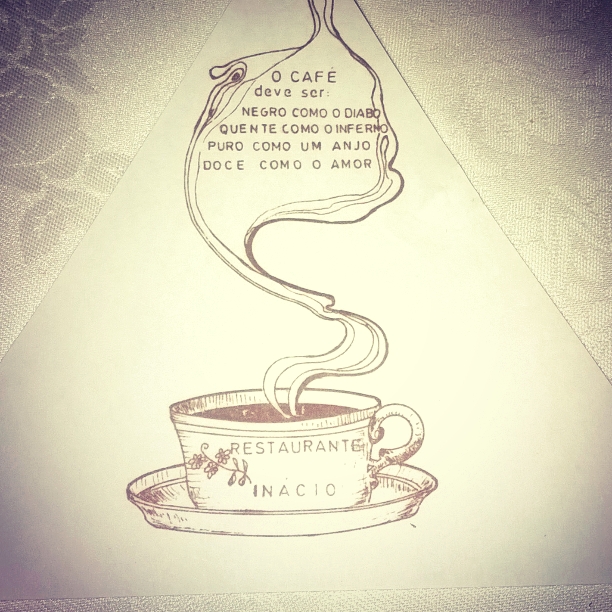 O CAFÉ
deve ser:
NEGRO COMO O DIABO
QUENTE COMO O INFERNO
PURO COMO UM ANJO
DOCE COMO O AMOR
RESTAURANTE
INÁCIO